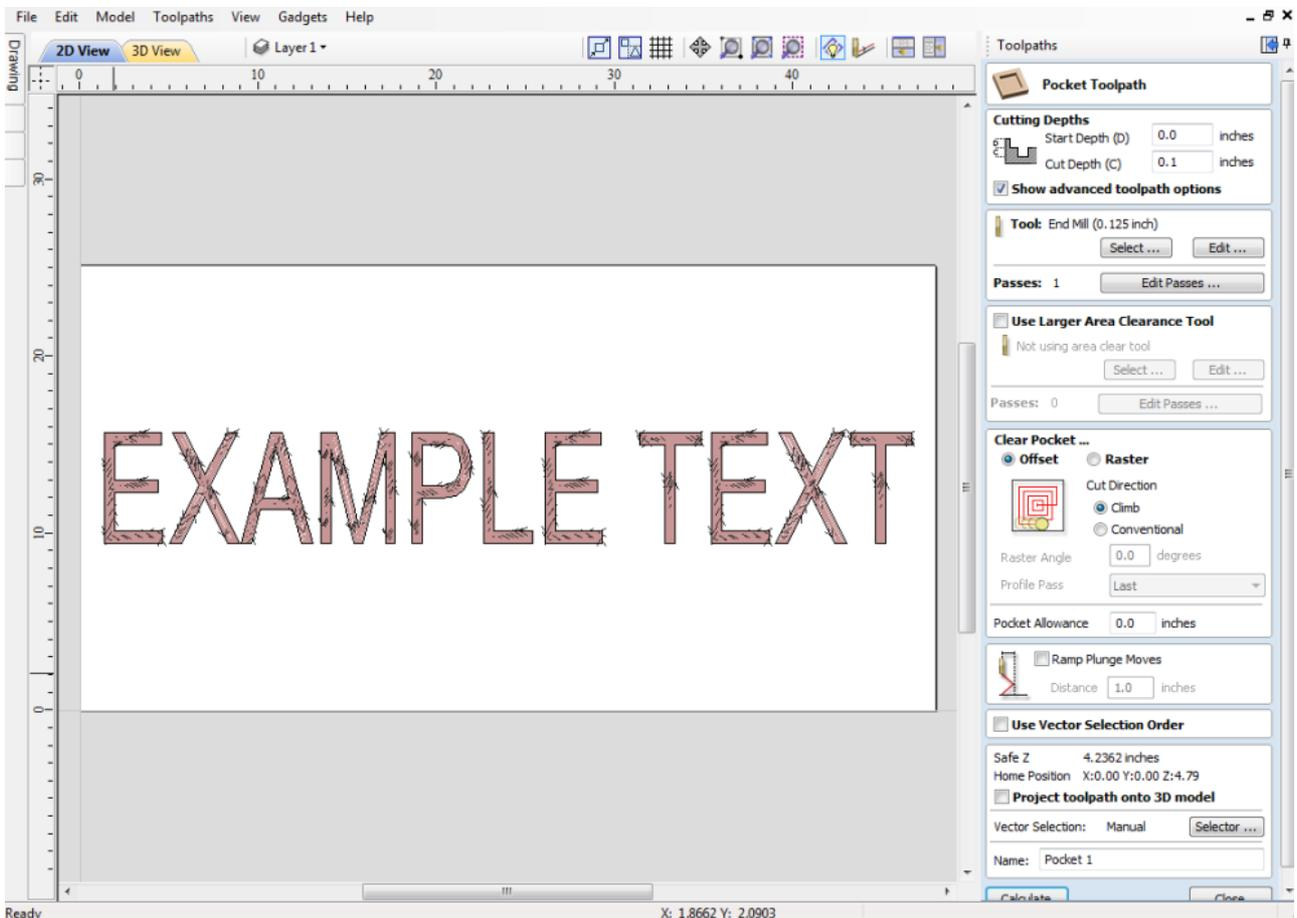 File Edit Model Toolpaths View Gadgets Help
Drawing
2D View 3D View Layer 1
0 10 20 30 40
30
20
10
0
EXAMPLE TEXT
Toolpaths
Pocket Toolpath
Cutting Depths
Start Depth (D) 0.0 inches
Cut Depth (C) 0.1 inches
Show advanced toolpath options
Tool: End Mill (0.125 inch)
Select ... Edit ...
Passes: 1 Edit Passes ...
Use Larger Area Clearance Tool
Not using area clear tool
Select ... Edit ...
Passes: 0 Edit Passes ...
Clear Pocket ...
Offset Raster
Cut Direction
Climb
Conventional
Raster Angle 0.0 degrees
Profile Pass Last
Pocket Allowance 0.0 inches
Ramp Plunge Moves
Distance 1.0 inches
Use Vector Selection Order
Safe Z 4.2362 inches
Home Position X:0.00 Y:0.00 Z:4.79
Project toolpath onto 3D model
Vector Selection: Manual Selector ...
Name: Pocket 1
Calculate Close
Ready X: 1.8662 Y: 2.0903